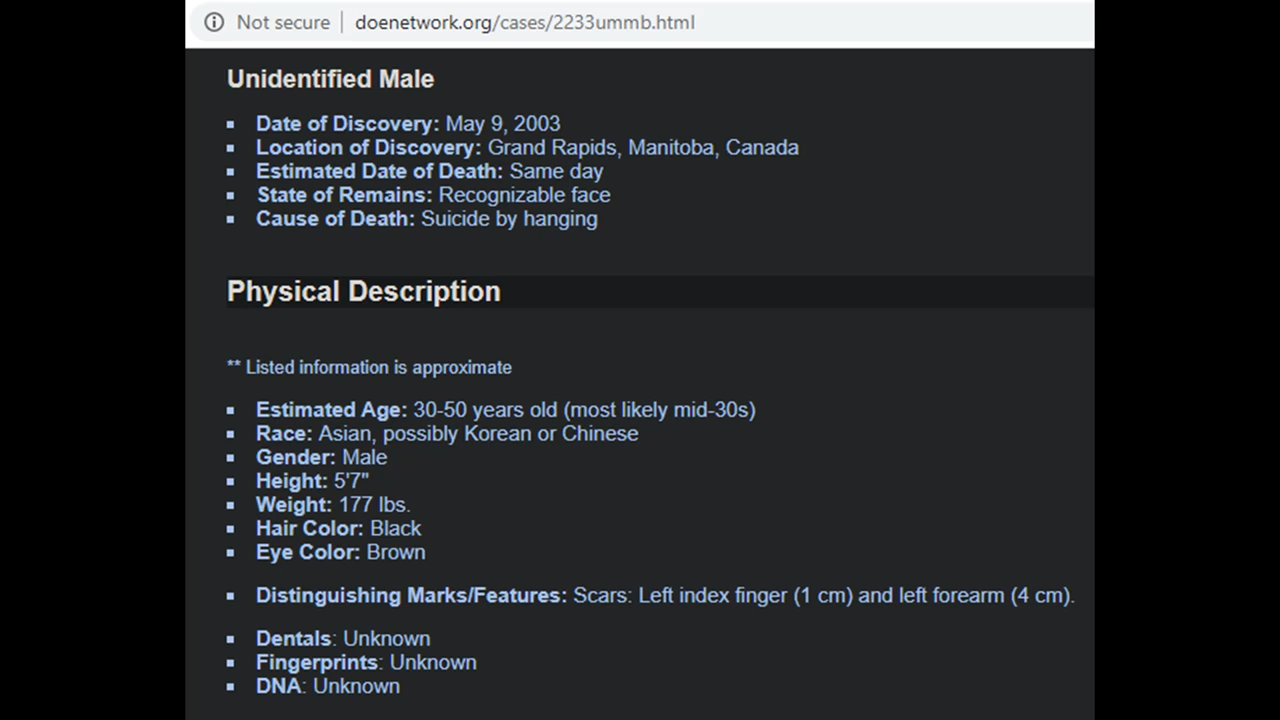 Not secure | doenetwork.org/cases/2233ummb.html
Unidentified Male
Date of Discovery: May 9, 2003
Location of Discovery: Grand Rapids, Manitoba, Canada
Estimated Date of Death: Same day
State of Remains: Recognizable face
Cause of Death: Suicide by hanging
Physical Description
** Listed information is approximate
Estimated Age: 30-50 years old (most likely mid-30s)
Race: Asian, possibly Korean or Chinese
Gender: Male
Height: 5'7"
Weight: 177 lbs.
Hair Color: Black
Eye Color: Brown
Distinguishing Marks/Features: Scars: Left index finger (1 cm) and left forearm (4 cm).
Dentals: Unknown
Fingerprints: Unknown
DNA: Unknown